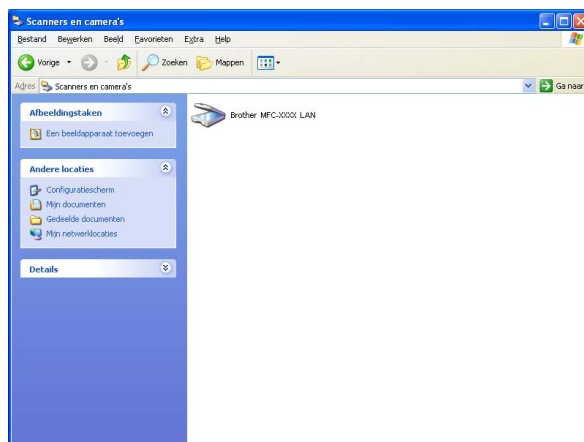 Scanners en camera's
Bestand Bewerken Beeld Favorieten Extra Help
Vorige Zoeken Mappen
Adres Scanners en camera's Ga naar
Afbeeldingstaken
Een beeldapparaat toevoegen
Brother MFC-XXXX LAN
Andere locaties
Configuratiescherm
Mijn documenten
Gedeelde documenten
Mijn netwerklocaties
Details